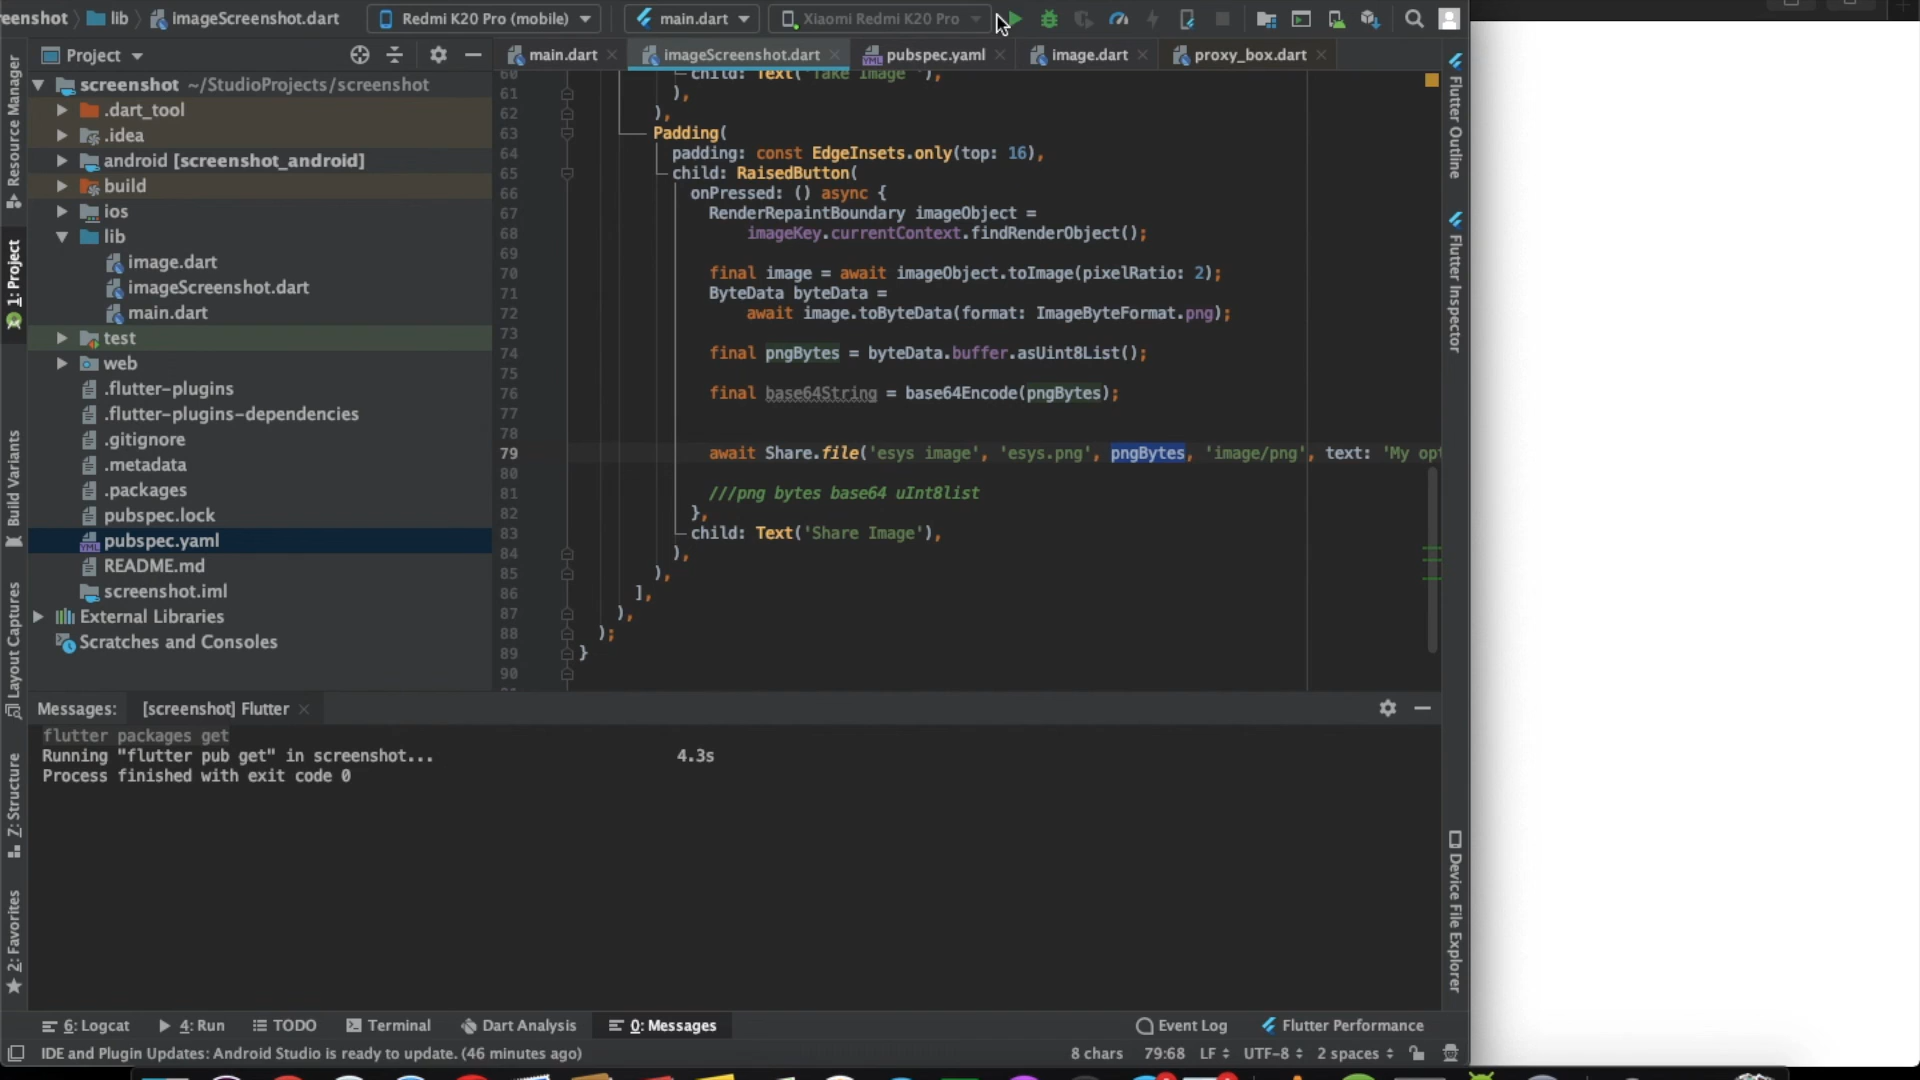 reenshot lib imageScreenshot.dart Redmi K20 Pro (mobile) main.dart Xiaomi Redmi K20 Pro
Project
main.dart imageScreenshot.dart pubspec.yaml image.dart proxy_box.dart
screenshot ~/StudioProjects/screenshot
.dart_tool
.idea
android [screenshot_android]
build
ios
lib
image.dart
imageScreenshot.dart
main.dart
test
web
.flutter-plugins
.flutter-plugins-dependencies
.gitignore
.metadata
.packages
pubspec.lock
pubspec.yaml
README.md
screenshot.iml
External Libraries
Scratches and Consoles
60 child: Text('Take Image '),
61 ),
62 ),
63 Padding(
64 padding: const EdgeInsets.only(top: 16),
65 child: RaisedButton(
66 onPressed: () async {
67 RenderRepaintBoundary imageObject =
68 imageKey.currentContext.findRenderObject();
69
70 final image = await imageObject.toImage(pixelRatio: 2);
71 ByteData byteData =
72 await image.toByteData(format: ImageByteFormat.png);
73
74 final pngBytes = byteData.buffer.asUint8List();
75
76 final base64String = base64Encode(pngBytes);
77
78
79 await Share.file('esys image', 'esys.png', pngBytes, 'image/png', text: 'My opt
80
81 ///png bytes base64 uInt8list
82 },
83 child: Text('Share Image'),
84 ),
85 ),
86 ],
87 ),
88 );
89 }
90
Messages: [screenshot] Flutter
flutter packages get
Running "flutter pub get" in screenshot... 4.3s
Process finished with exit code 0
6: Logcat 4: Run TODO Terminal Dart Analysis 0: Messages Event Log Flutter Performance
IDE and Plugin Updates: Android Studio is ready to update. (46 minutes ago) 8 chars 79:68 LF UTF-8 2 spaces
Resource Manager
1: Project
Build Variants
Layout Captures
Z: Structure
2: Favorites
Flutter Outline
Flutter Inspector
Device File Explorer